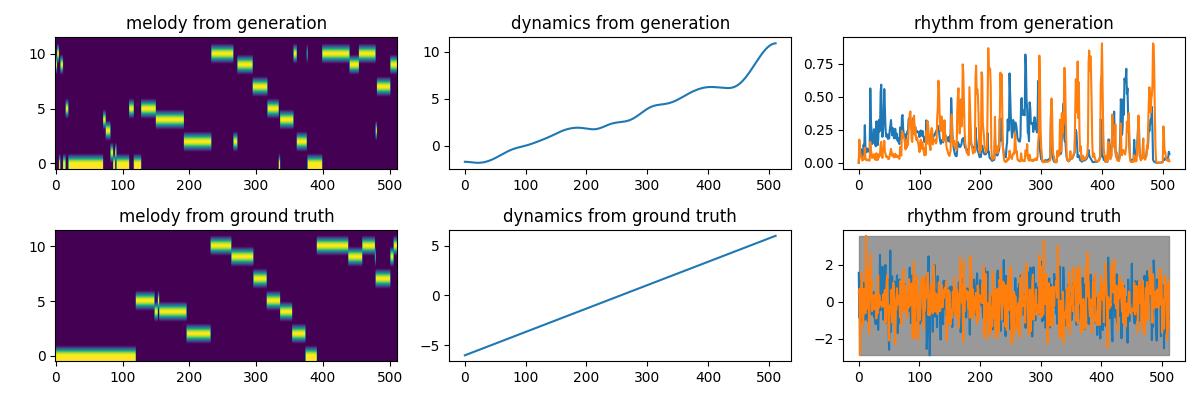 melody from generation
10
5
0
0 100 200 300 400 500
dynamics from generation
10
5
0
0 100 200 300 400 500
rhythm from generation
0.75
0.50
0.25
0.00
0 100 200 300 400 500
melody from ground truth
10
5
0
0 100 200 300 400 500
dynamics from ground truth
5
0
−5
0 100 200 300 400 500
rhythm from ground truth
2
0
−2
0 100 200 300 400 500